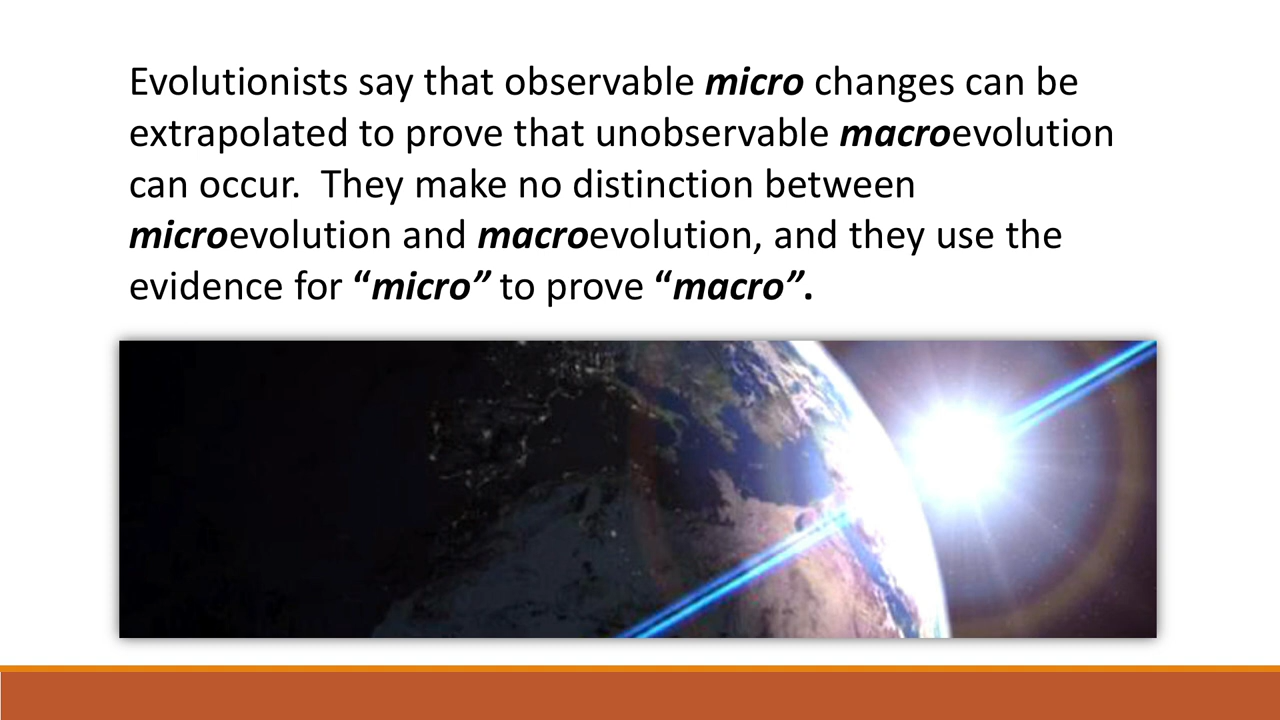 Evolutionists say that observable micro changes can be
extrapolated to prove that unobservable macroevolution
can occur.  They make no distinction between
microevolution and macroevolution, and they use the
evidence for “micro” to prove “macro”.